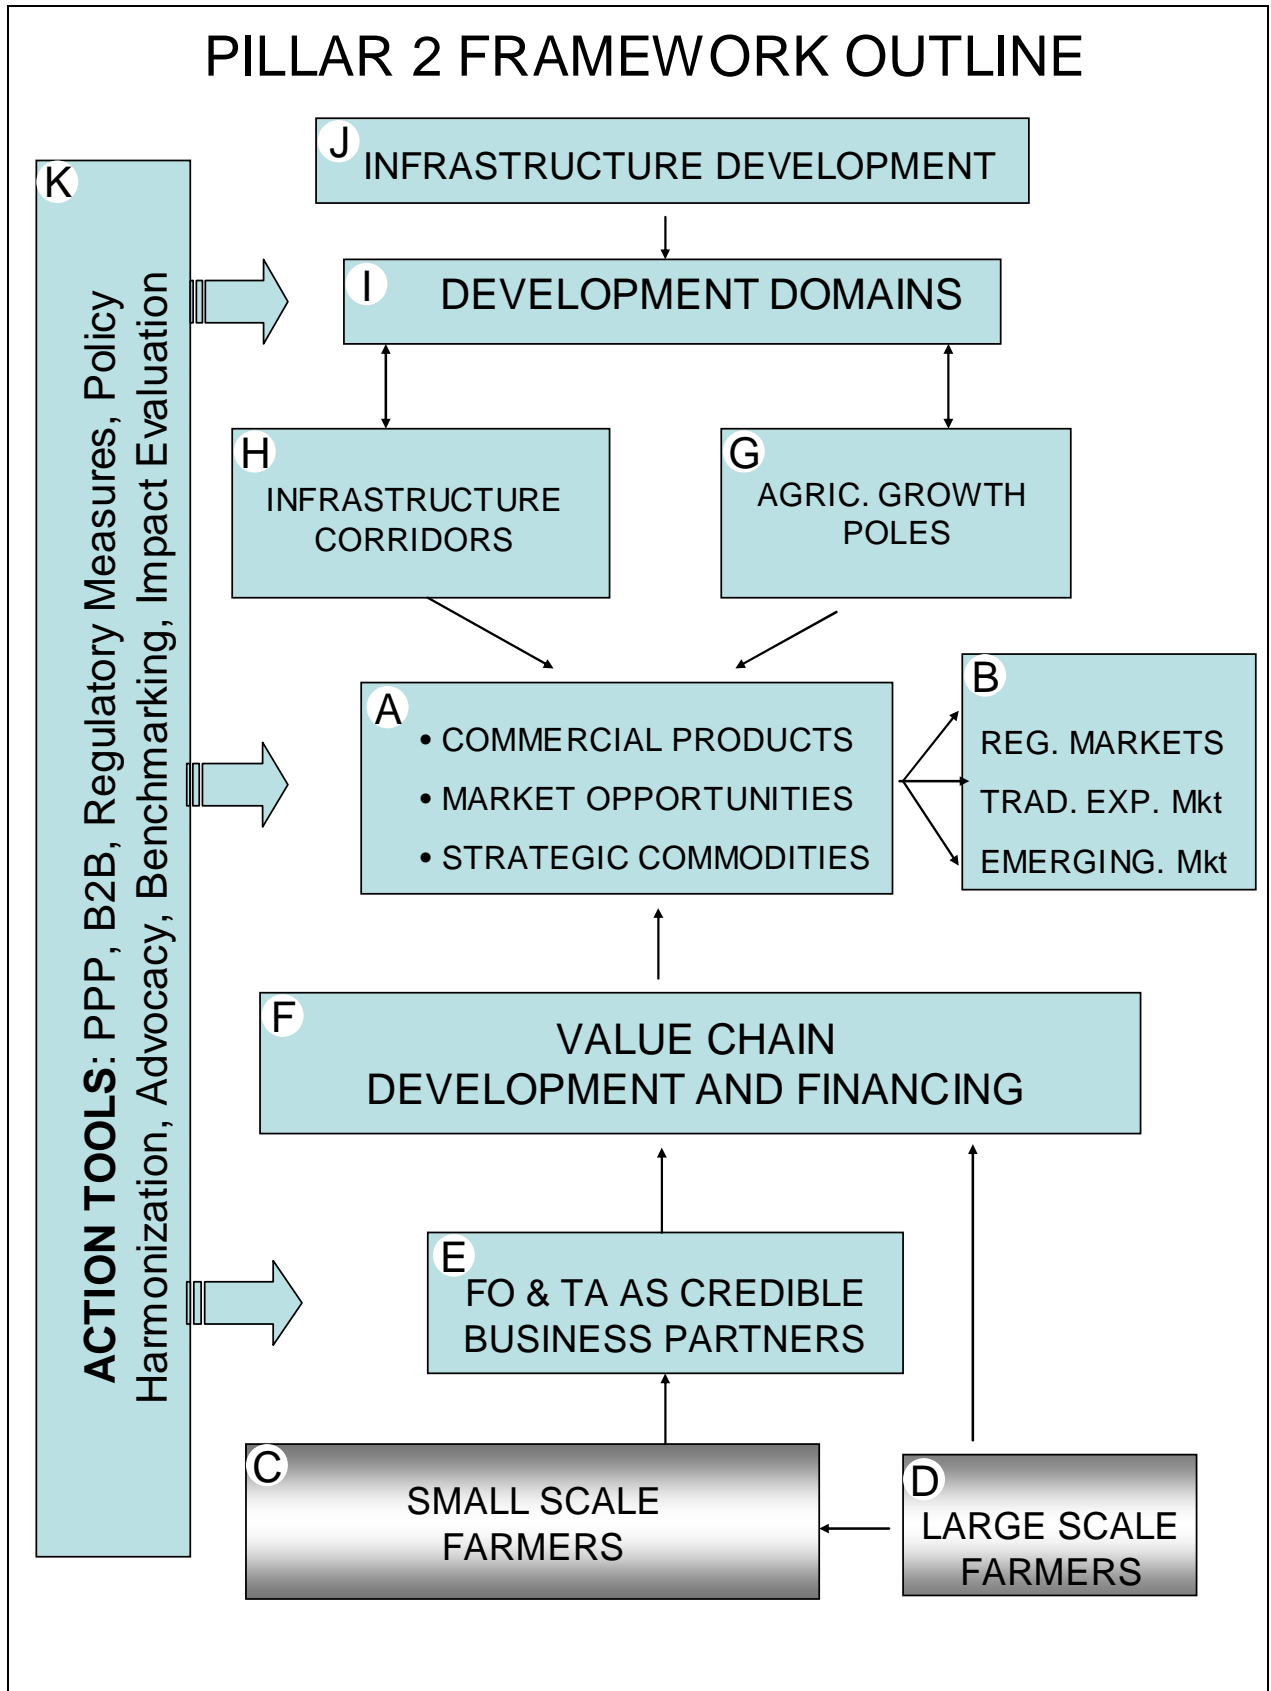 PILLAR 2 FRAMEWORK OUTLINE
J
INFRASTRUCTURE DEVELOPMENT
K
ACTION TOOLS: PPP, B2B, Regulatory Measures, Policy
Harmonization, Advocacy, Benchmarking, Impact Evaluation
I
DEVELOPMENT DOMAINS
H
INFRASTRUCTURE
CORRIDORS
G
AGRIC. GROWTH
POLES
A
• COMMERCIAL PRODUCTS
• MARKET OPPORTUNITIES
• STRATEGIC COMMODITIES
B
REG. MARKETS
TRAD. EXP. Mkt
EMERGING. Mkt
F
VALUE CHAIN
DEVELOPMENT AND FINANCING
E
FO & TA AS CREDIBLE
BUSINESS PARTNERS
C
SMALL SCALE
FARMERS
D
LARGE SCALE
FARMERS